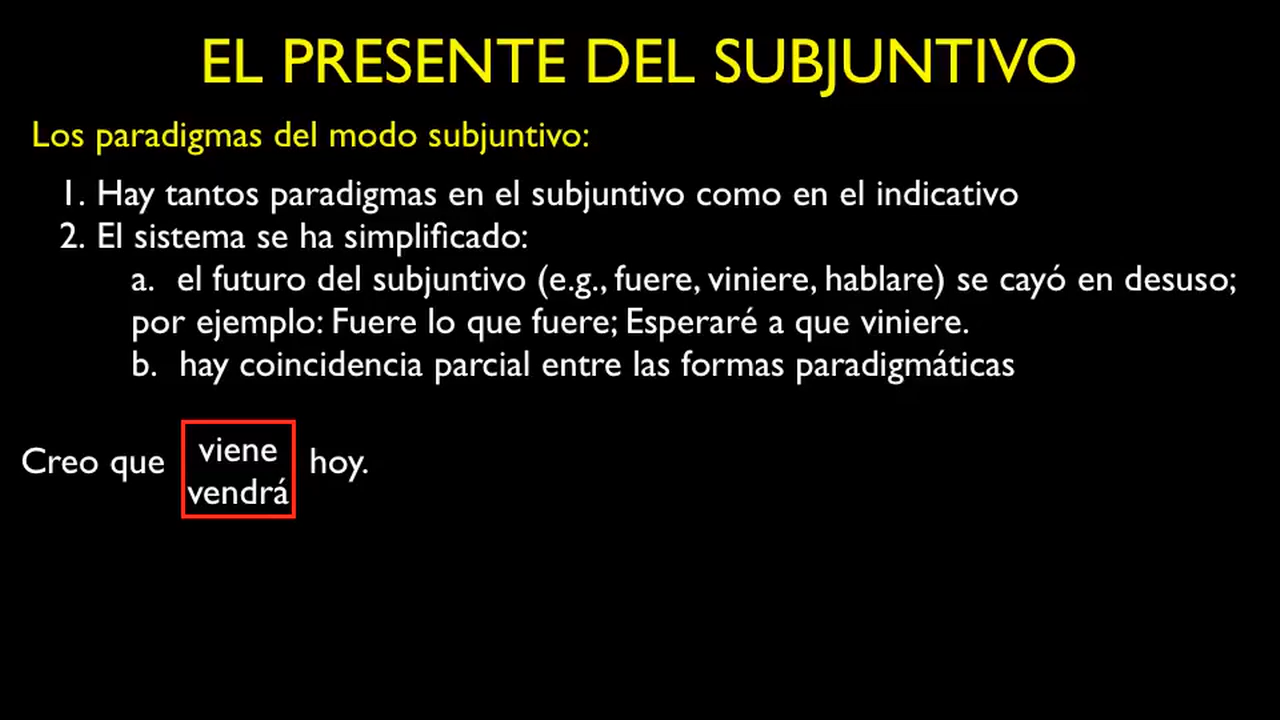 EL PRESENTE DEL SUBJUNTIVO
Los paradigmas del modo subjuntivo:
1. Hay tantos paradigmas en el subjuntivo como en el indicativo
2. El sistema se ha simplificado:
a. el futuro del subjuntivo (e.g., fuere, viniere, hablare) se cayó en desuso;
por ejemplo: Fuere lo que fuere; Esperaré a que viniere.
b. hay coincidencia parcial entre las formas paradigmáticas
Creo que viene hoy.
vendrá